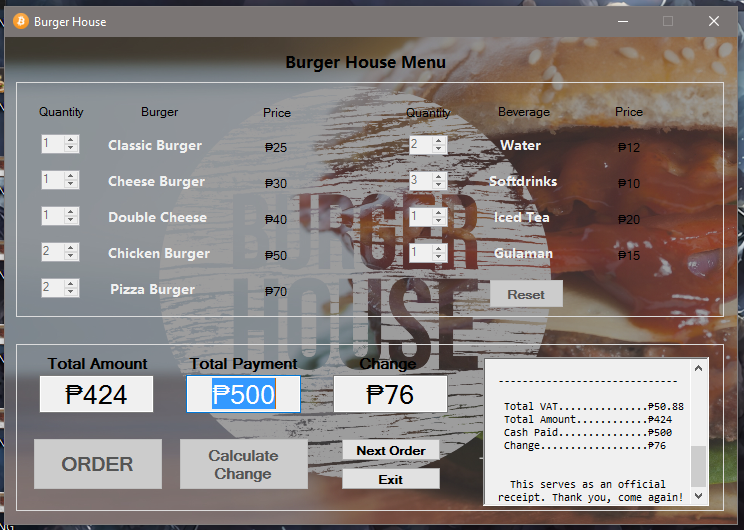 Burger House
Burger House Menu
Quantity Burger Price Quantity Beverage Price
1 Classic Burger ₱25 2 Water ₱12
1 Cheese Burger ₱30 3 Softdrinks ₱10
1 Double Cheese ₱40 1 Iced Tea ₱20
2 Chicken Burger ₱50 1 Gulaman ₱15
2 Pizza Burger ₱70
Reset
BURGER
HOUSE
Total Amount Total Payment Change
₱424 ₱500 ₱76
------------------------------
Total VAT...............₱50.88
Total Amount............₱424
Cash Paid...............₱500
Change..................₱76
This serves as an official
receipt. Thank you, come again!
ORDER
Calculate
Change
Next Order
Exit
NG